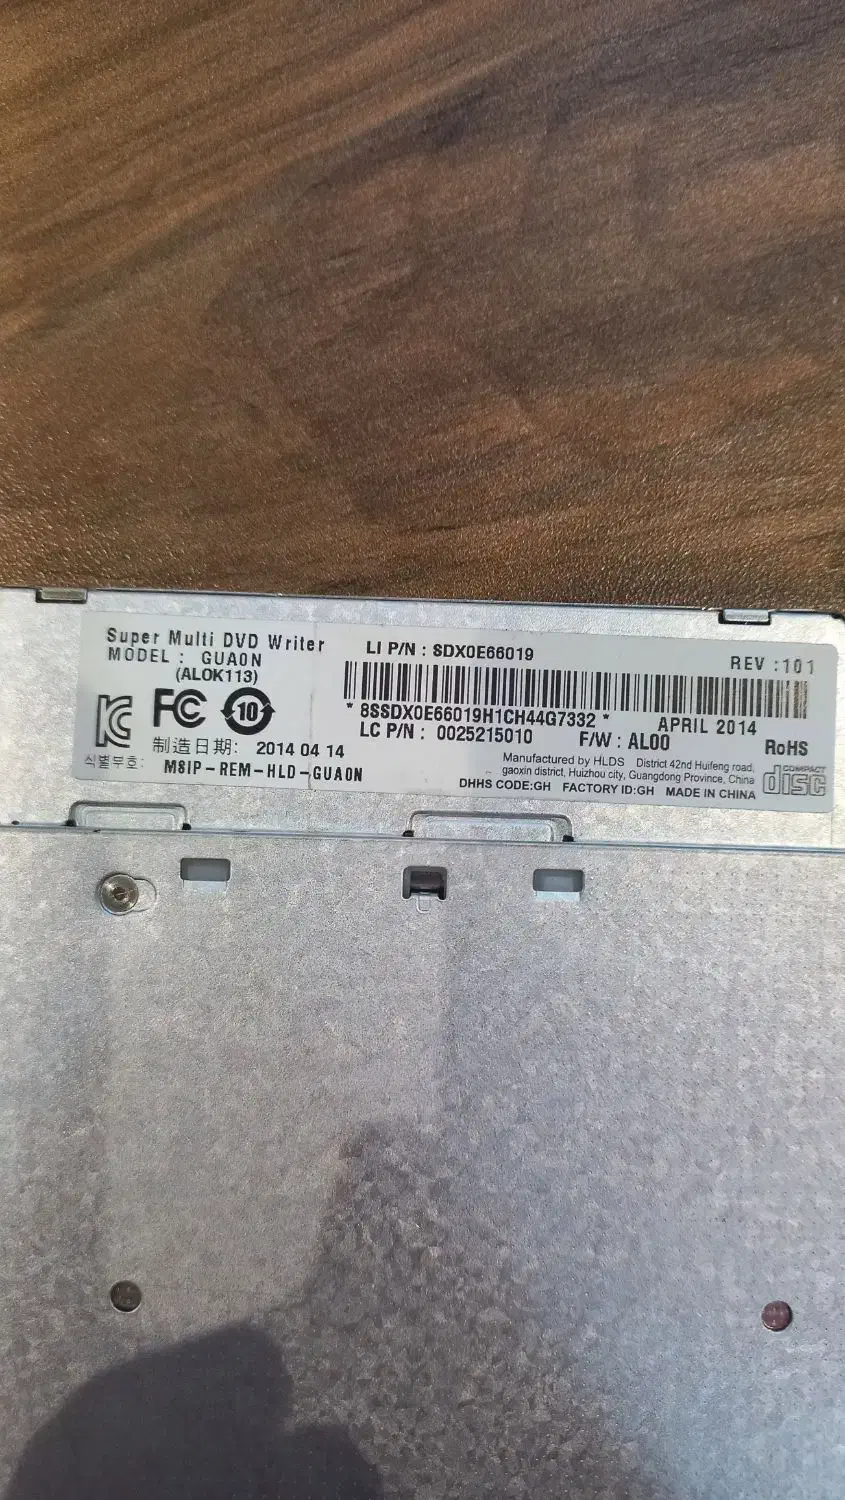 Super Multi DVD Writer
MODEL : GUA0N
(ALOK113)
FC
10
制造日期: 2014 04 14
식별부호: MSIP-REM-HLD-GUA0N
LI P/N : SDX0E66019
REV :101
* 8SSDX0E66019H1CH44G7332 *
APRIL 2014
LC P/N : 0025215010
F/W : AL00
RoHS
Manufactured by HLDS District 42nd Huifeng road,
gaoxin district, Huizhou city, Guangdong Province, China
DHHS CODE:GH FACTORY ID:GH MADE IN CHINA
COMPACT
disc